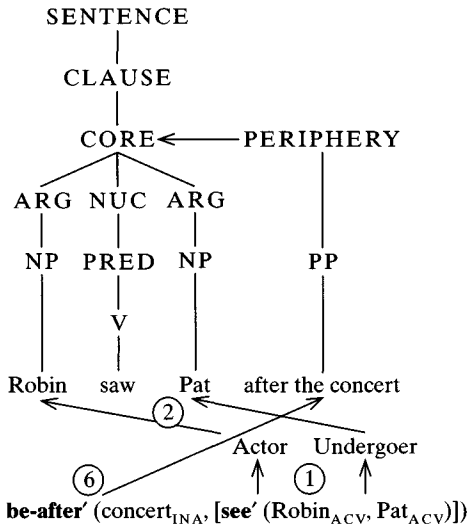 SENTENCE
CLAUSE
CORE PERIPHERY
ARG NUC ARG
NP PRED NP PP
V
Robin saw Pat after the concert
2
Actor Undergoer
6 1
be-after′ (concert_INA, [see′ (Robin_ACV, Pat_ACV)])